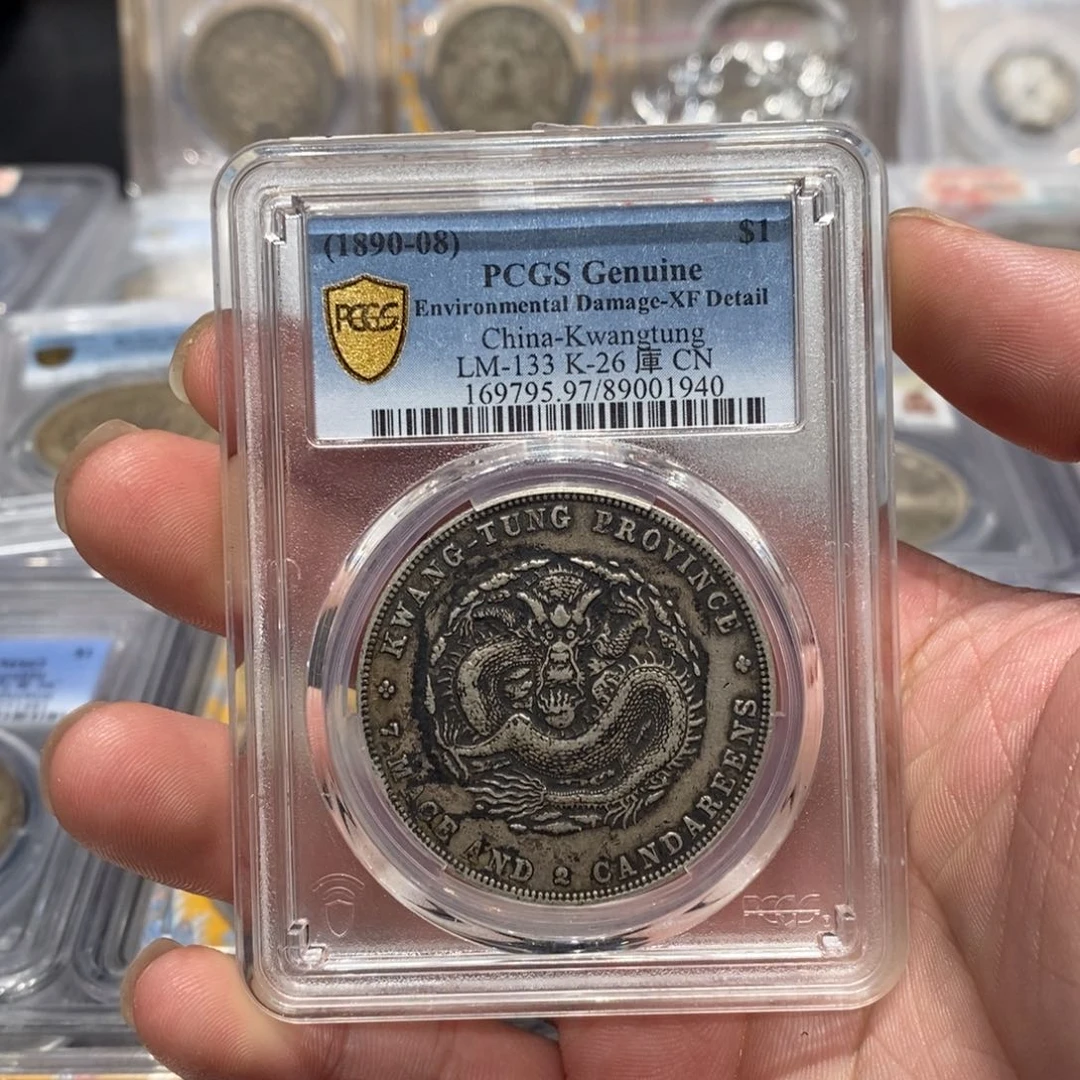 (1890-08) $1
PCGS Genuine
PCGS
Environmental Damage-XF Detail
China-Kwangtung
LM-133 K-26 庫 CN
169795.97/89001940
KWANG-TUNG PROVINCE
7 MACE AND 2 CANDAREENS
PCGS